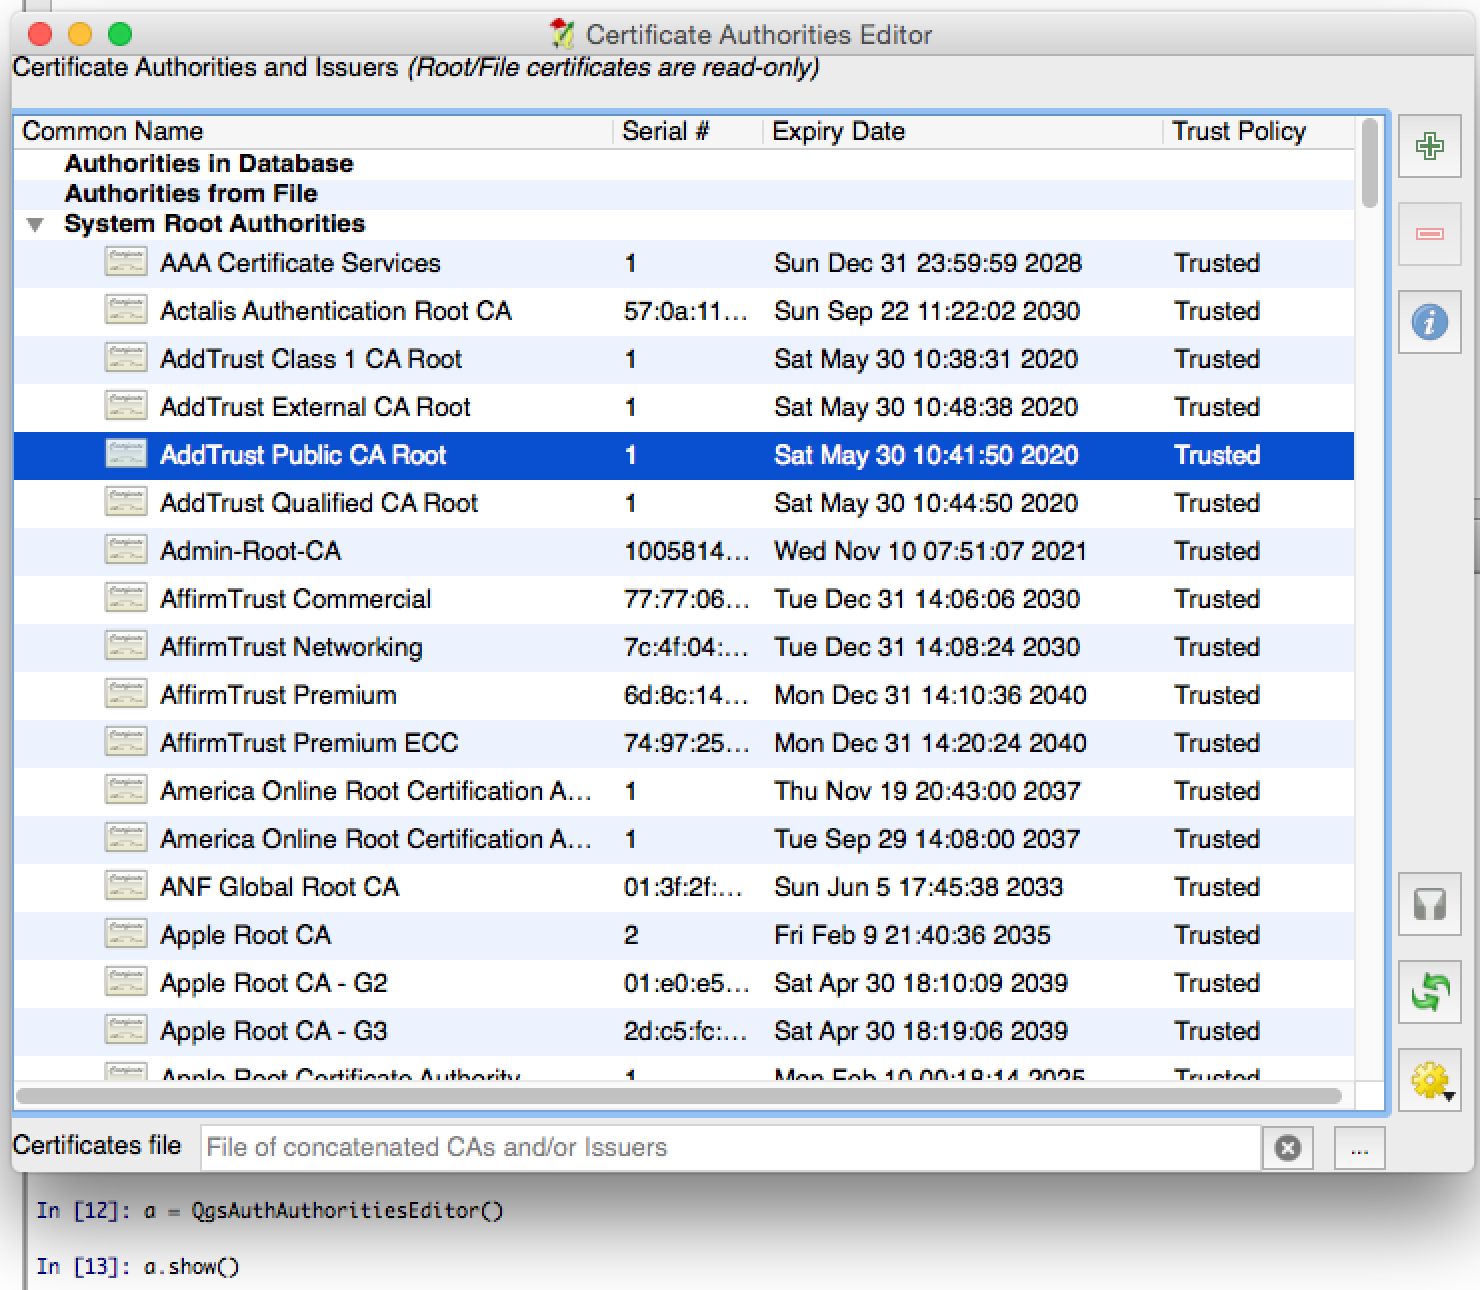 Certificate Authorities Editor
Certificate Authorities and Issuers (Root/File certificates are read-only)
Common Name Serial # Expiry Date Trust Policy
Authorities in Database
Authorities from File
System Root Authorities
AAA Certificate Services 1 Sun Dec 31 23:59:59 2028 Trusted
Actalis Authentication Root CA 57:0a:11... Sun Sep 22 11:22:02 2030 Trusted
AddTrust Class 1 CA Root 1 Sat May 30 10:38:31 2020 Trusted
AddTrust External CA Root 1 Sat May 30 10:48:38 2020 Trusted
AddTrust Public CA Root 1 Sat May 30 10:41:50 2020 Trusted
AddTrust Qualified CA Root 1 Sat May 30 10:44:50 2020 Trusted
Admin-Root-CA 1005814... Wed Nov 10 07:51:07 2021 Trusted
AffirmTrust Commercial 77:77:06... Tue Dec 31 14:06:06 2030 Trusted
AffirmTrust Networking 7c:4f:04:... Tue Dec 31 14:08:24 2030 Trusted
AffirmTrust Premium 6d:8c:14... Mon Dec 31 14:10:36 2040 Trusted
AffirmTrust Premium ECC 74:97:25... Mon Dec 31 14:20:24 2040 Trusted
America Online Root Certification A... 1 Thu Nov 19 20:43:00 2037 Trusted
America Online Root Certification A... 1 Tue Sep 29 14:08:00 2037 Trusted
ANF Global Root CA 01:3f:2f:... Sun Jun 5 17:45:38 2033 Trusted
Apple Root CA 2 Fri Feb 9 21:40:36 2035 Trusted
Apple Root CA - G2 01:e0:e5... Sat Apr 30 18:10:09 2039 Trusted
Apple Root CA - G3 2d:c5:fc:... Sat Apr 30 18:19:06 2039 Trusted
Apple Root Certificate Authority 1 Mon Feb 10 00:18:14 2025 Trusted
Certificates file File of concatenated CAs and/or Issuers ...
In [12]: a = QgsAuthAuthoritiesEditor()
In [13]: a.show()